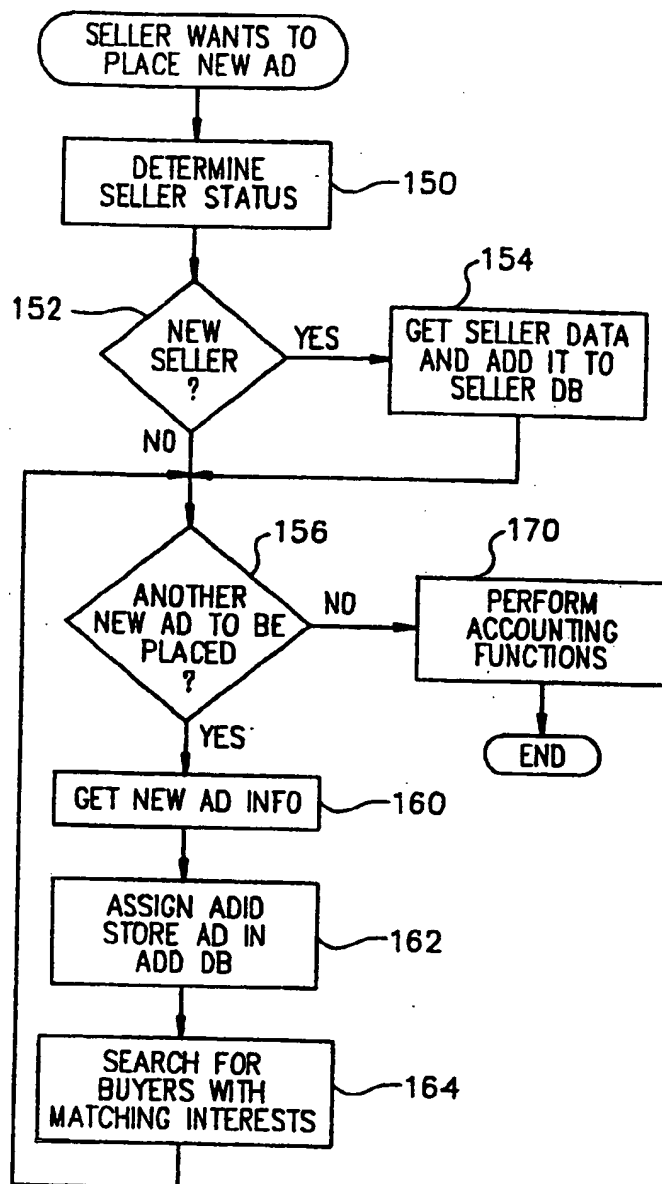 SELLER WANTS TO
PLACE NEW AD
DETERMINE
SELLER STATUS
150
152
NEW
SELLER
?
YES
154
GET SELLER DATA
AND ADD IT TO
SELLER DB
NO
156
ANOTHER
NEW AD TO BE
PLACED
?
NO
170
PERFORM
ACCOUNTING
FUNCTIONS
END
YES
GET NEW AD INFO
160
ASSIGN ADID
STORE AD IN
ADD DB
162
SEARCH FOR
BUYERS WITH
MATCHING INTERESTS
164